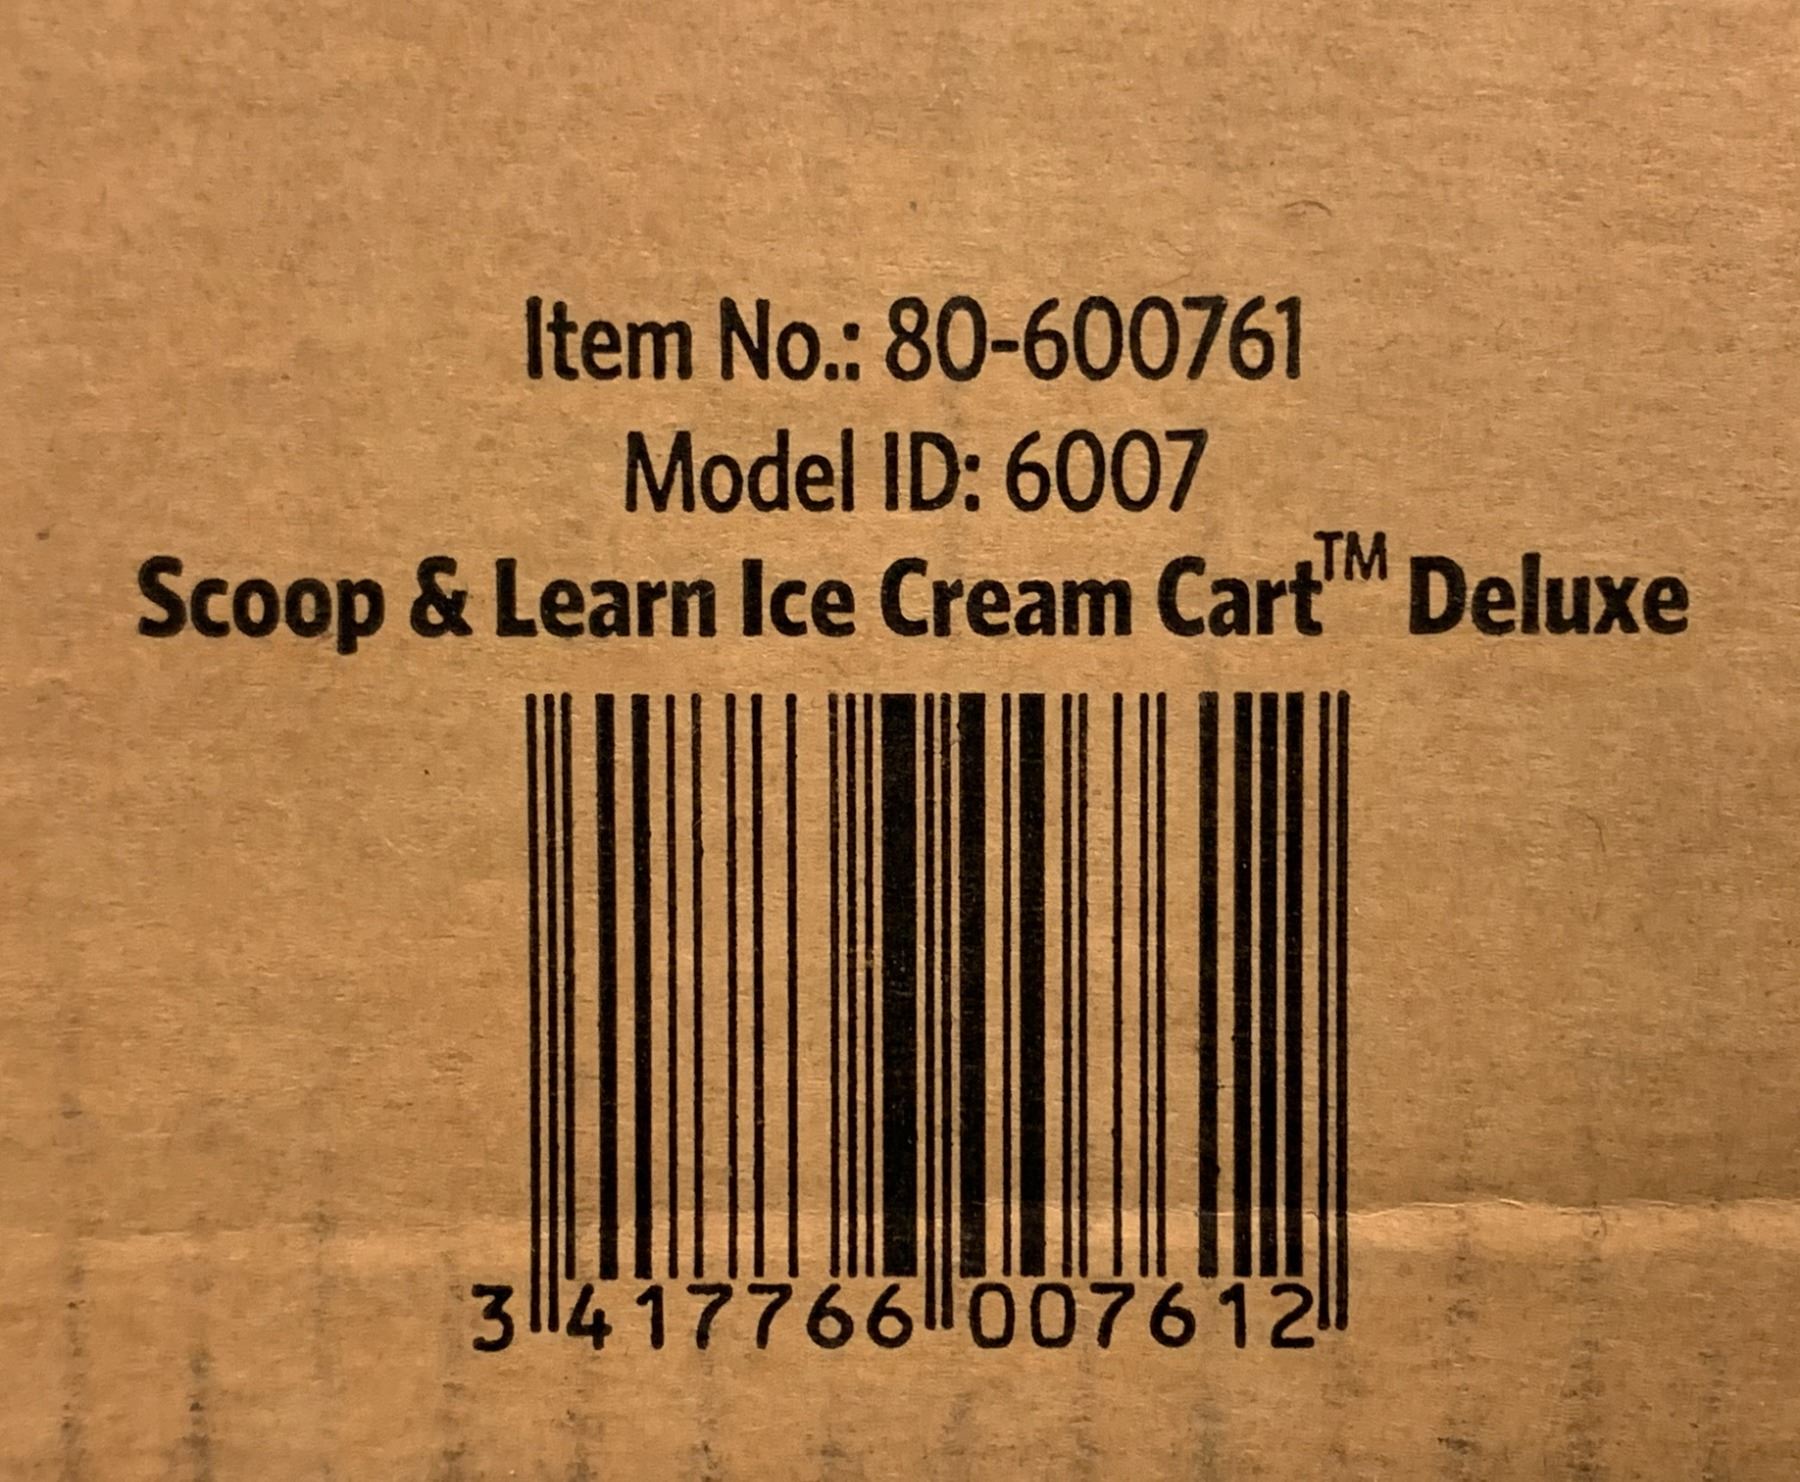 Item No.: 80-600761
Model ID: 6007
Scoop & Learn Ice Cream Cart™ Deluxe
3 417766 007612